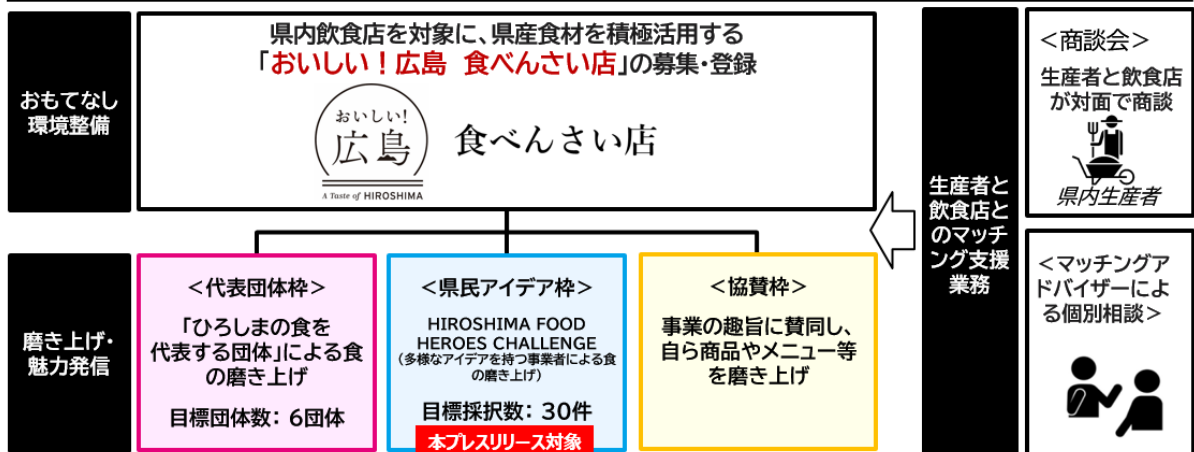 おもてなし
環境整備
県内飲食店を対象に、県産食材を積極活用する
「おいしい！広島　食べんさい店」の募集・登録
おいしい!
広島
A Taste of HIROSHIMA
食べんさい店
磨き上げ・
魅力発信
＜代表団体枠＞
「ひろしまの食を
代表する団体」による食
の磨き上げ
目標団体数： 6団体
＜県民アイデア枠＞
HIROSHIMA FOOD
HEROES CHALLENGE
（多様なアイデアを持つ事業者による食
の磨き上げ）
目標採択数： 30件
本プレスリリース対象
＜協賛枠＞
事業の趣旨に賛同し、
自ら商品やメニュー等
を磨き上げ
生産者と
飲食店と
のマッチ
ング支援
業務
＜商談会＞
生産者と飲食店
が対面で商談
県内生産者
＜マッチングア
ドバイザーによ
る個別相談＞